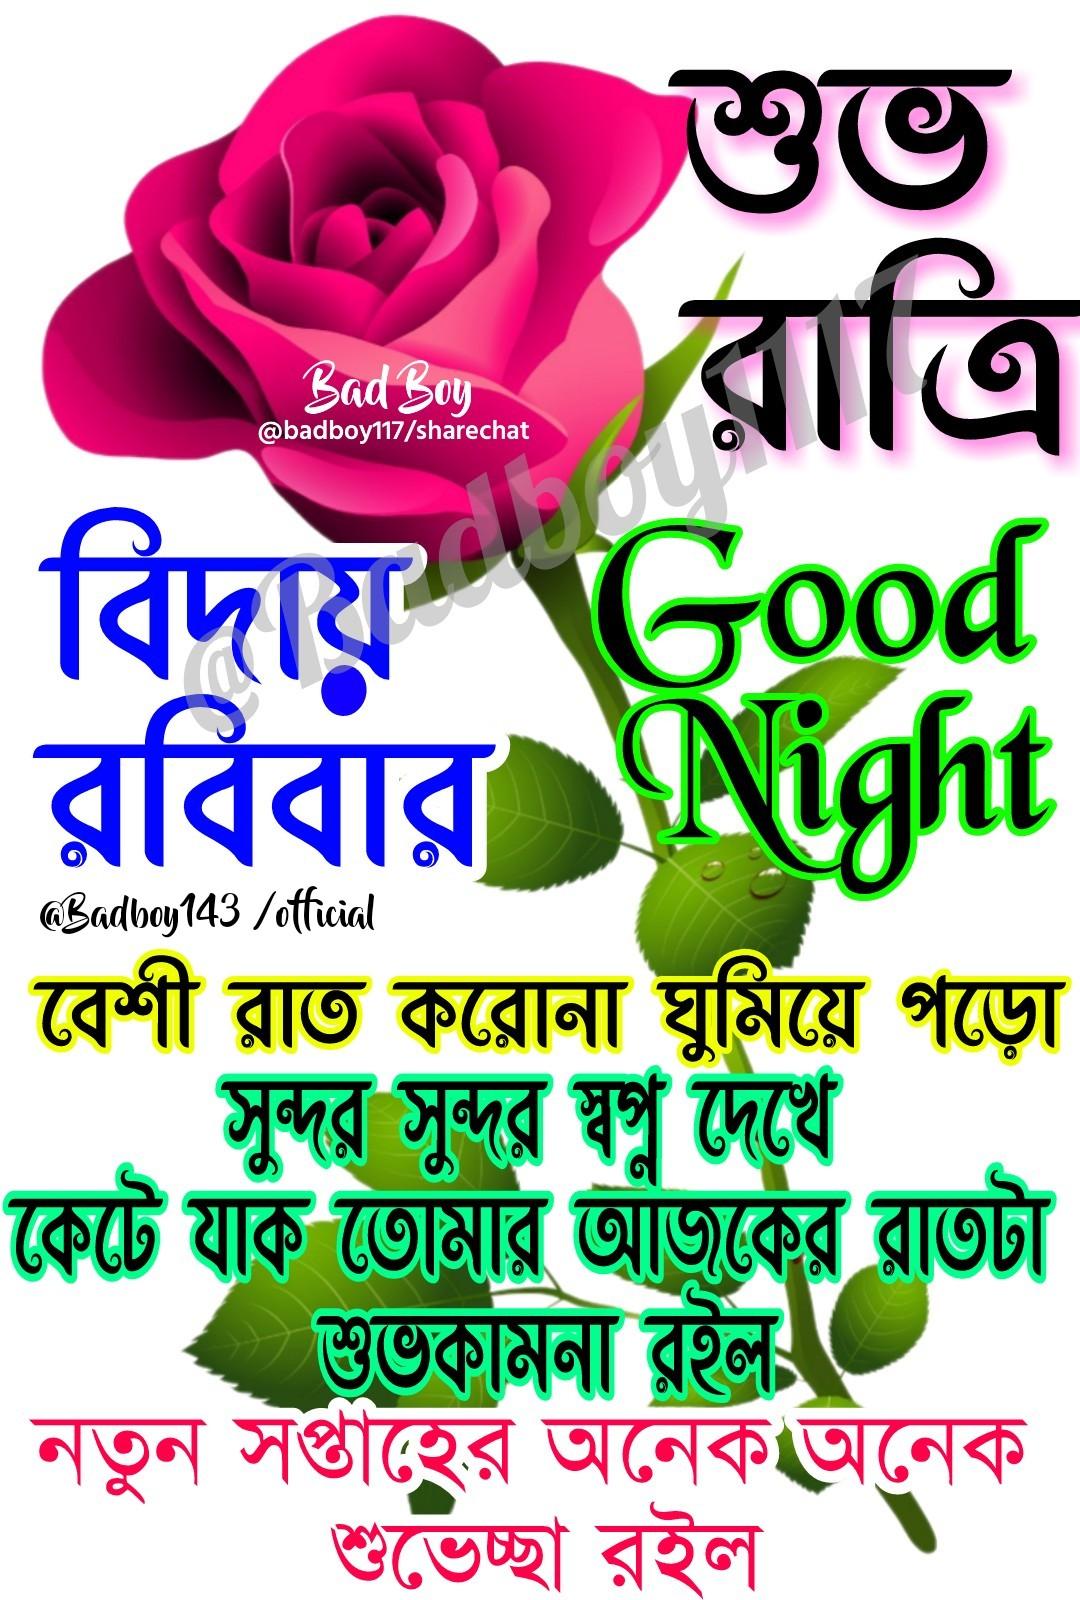 শুভ
রাত্রি
Bad Boy
@badboy117/sharechat
@Badboy1117
বিদায়
রবিবার
Good
Night
@Badboy143 /official
বেশী রাত করোনা ঘুমিয়ে পড়ো
সুন্দর সুন্দর স্বপ্ন দেখে
কেটে যাক তোমার আজকের রাতটা
শুভকামনা রইল
নতুন সপ্তাহের অনেক অনেক
শুভেচ্ছা রইল